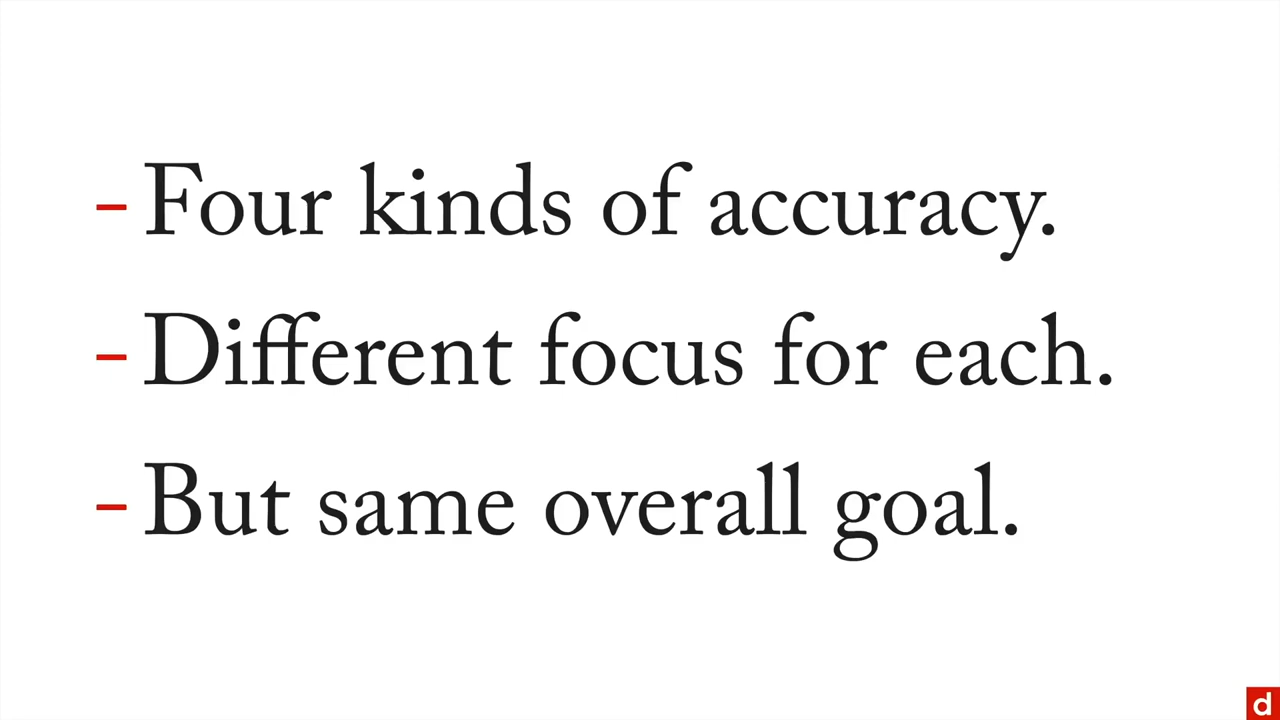 – Four kinds of accuracy.
– Different focus for each.
– But same overall goal.
d